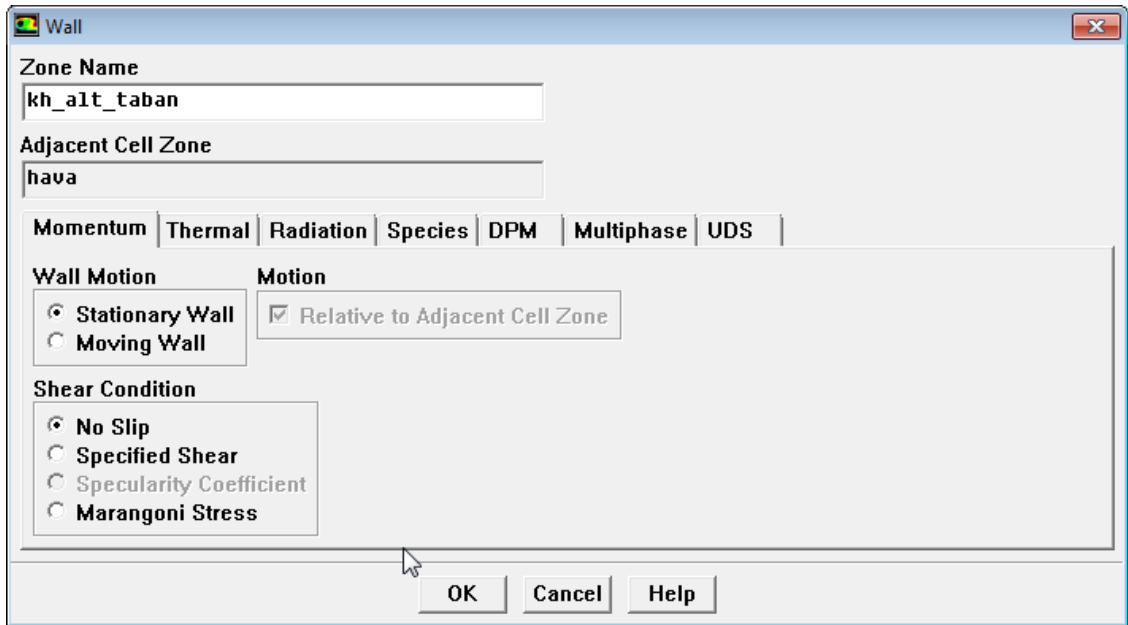 Wall
Zone Name
kh_alt_taban
Adjacent Cell Zone
hava
Momentum Thermal Radiation Species DPM Multiphase UDS
Wall Motion Motion
Stationary Wall Relative to Adjacent Cell Zone
Moving Wall
Shear Condition
No Slip
Specified Shear
Specularity Coefficient
Marangoni Stress
OK Cancel Help